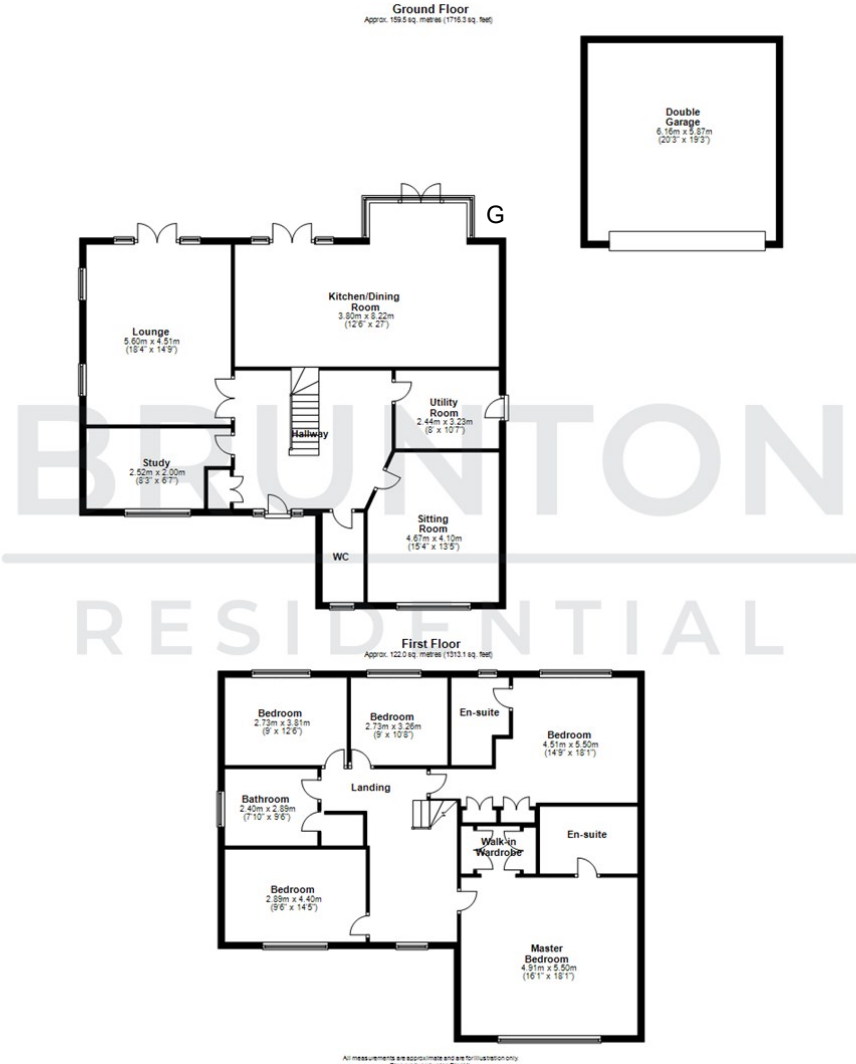 Ground Floor
Approx. 159.5 sq. metres (1716.3 sq. feet)
Double
Garage
6.16m x 5.87m
(20'3" x 19'3")
G
Kitchen/Dining
Room
3.80m x 8.22m
(12'6" x 27')
Lounge
5.60m x 4.51m
(18'4" x 14'9")
Utility
Room
2.44m x 3.23m
(8' x 10'7")
Hallway
Study
2.52m x 2.00m
(8'3" x 6'7")
Sitting
Room
4.67m x 4.10m
(15'4" x 13'5")
WC
BRUNTON
RESIDENTIAL
First Floor
Approx. 122.0 sq. metres (1313.1 sq. feet)
Bedroom
2.73m x 3.81m
(9' x 12'6")
Bedroom
2.73m x 3.26m
(9' x 10'8")
En-suite
Bedroom
4.51m x 5.50m
(14'9" x 18'1")
Landing
Bathroom
2.40m x 2.89m
(7'10" x 9'6")
Walk-in
Wardrobe
En-suite
Bedroom
2.89m x 4.40m
(9'6" x 14'5")
Master
Bedroom
4.91m x 5.50m
(16'1" x 18'1")
All measurements are approximate and are for illustration only.